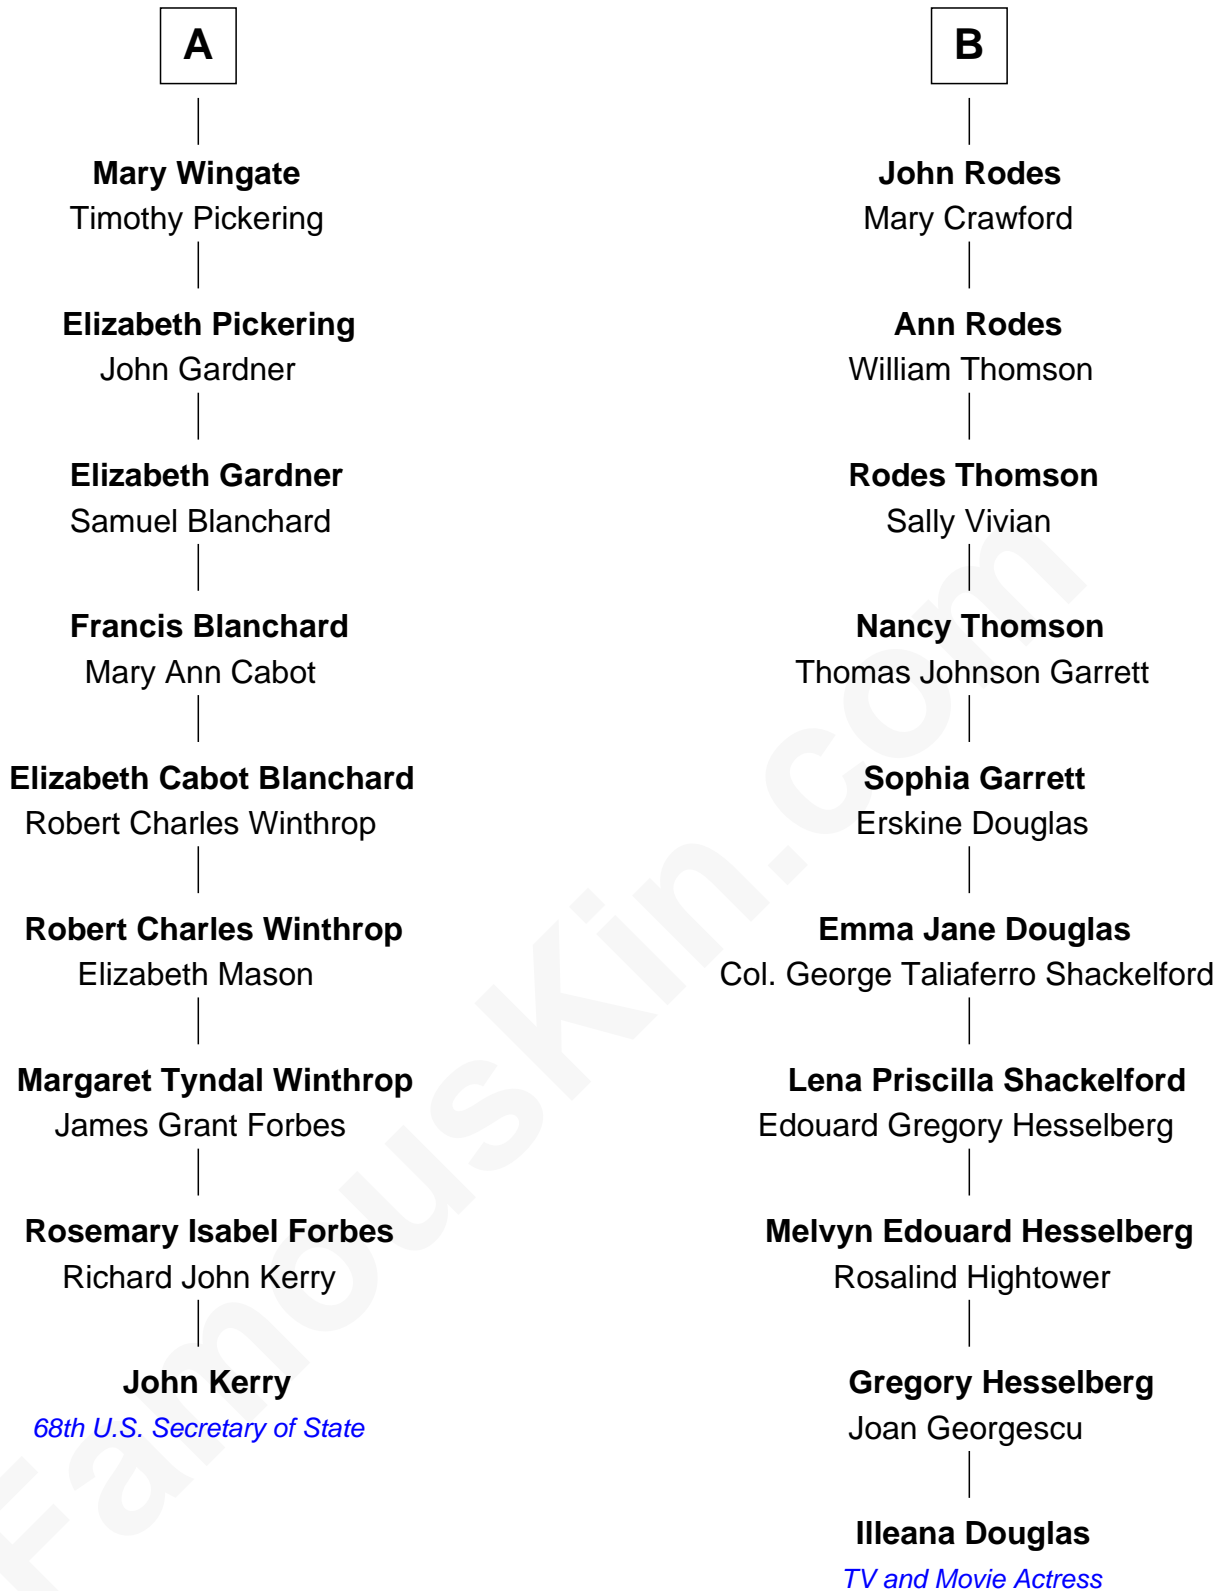 A
Mary Wingate
Timothy Pickering
Elizabeth Pickering
John Gardner
Elizabeth Gardner
Samuel Blanchard
Francis Blanchard
Mary Ann Cabot
Elizabeth Cabot Blanchard
Robert Charles Winthrop
Robert Charles Winthrop
Elizabeth Mason
Margaret Tyndal Winthrop
James Grant Forbes
Rosemary Isabel Forbes
Richard John Kerry
John Kerry
68th U.S. Secretary of State
B
John Rodes
Mary Crawford
Ann Rodes
William Thomson
Rodes Thomson
Sally Vivian
Nancy Thomson
Thomas Johnson Garrett
Sophia Garrett
Erskine Douglas
Emma Jane Douglas
Col. George Taliaferro Shackelford
Lena Priscilla Shackelford
Edouard Gregory Hesselberg
Melvyn Edouard Hesselberg
Rosalind Hightower
Gregory Hesselberg
Joan Georgescu
Illeana Douglas
TV and Movie Actress
FamousKin.com